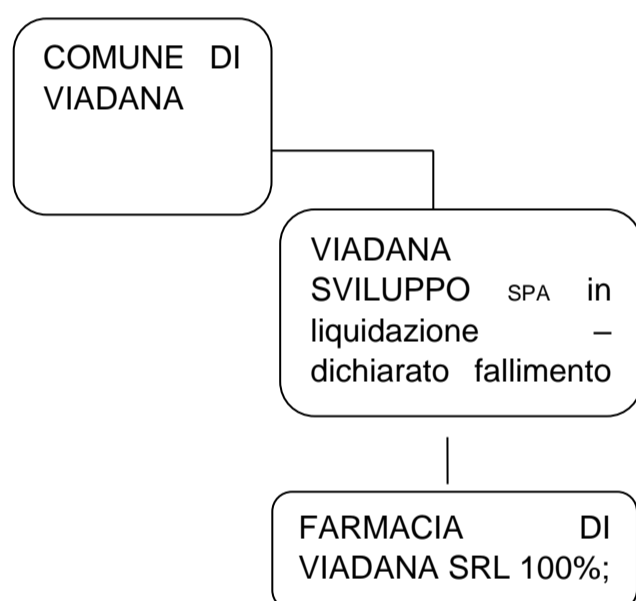 COMUNE DI
VIADANA
VIADANA
SVILUPPO SPA in
liquidazione –
dichiarato fallimento
FARMACIA DI
VIADANA SRL 100%;